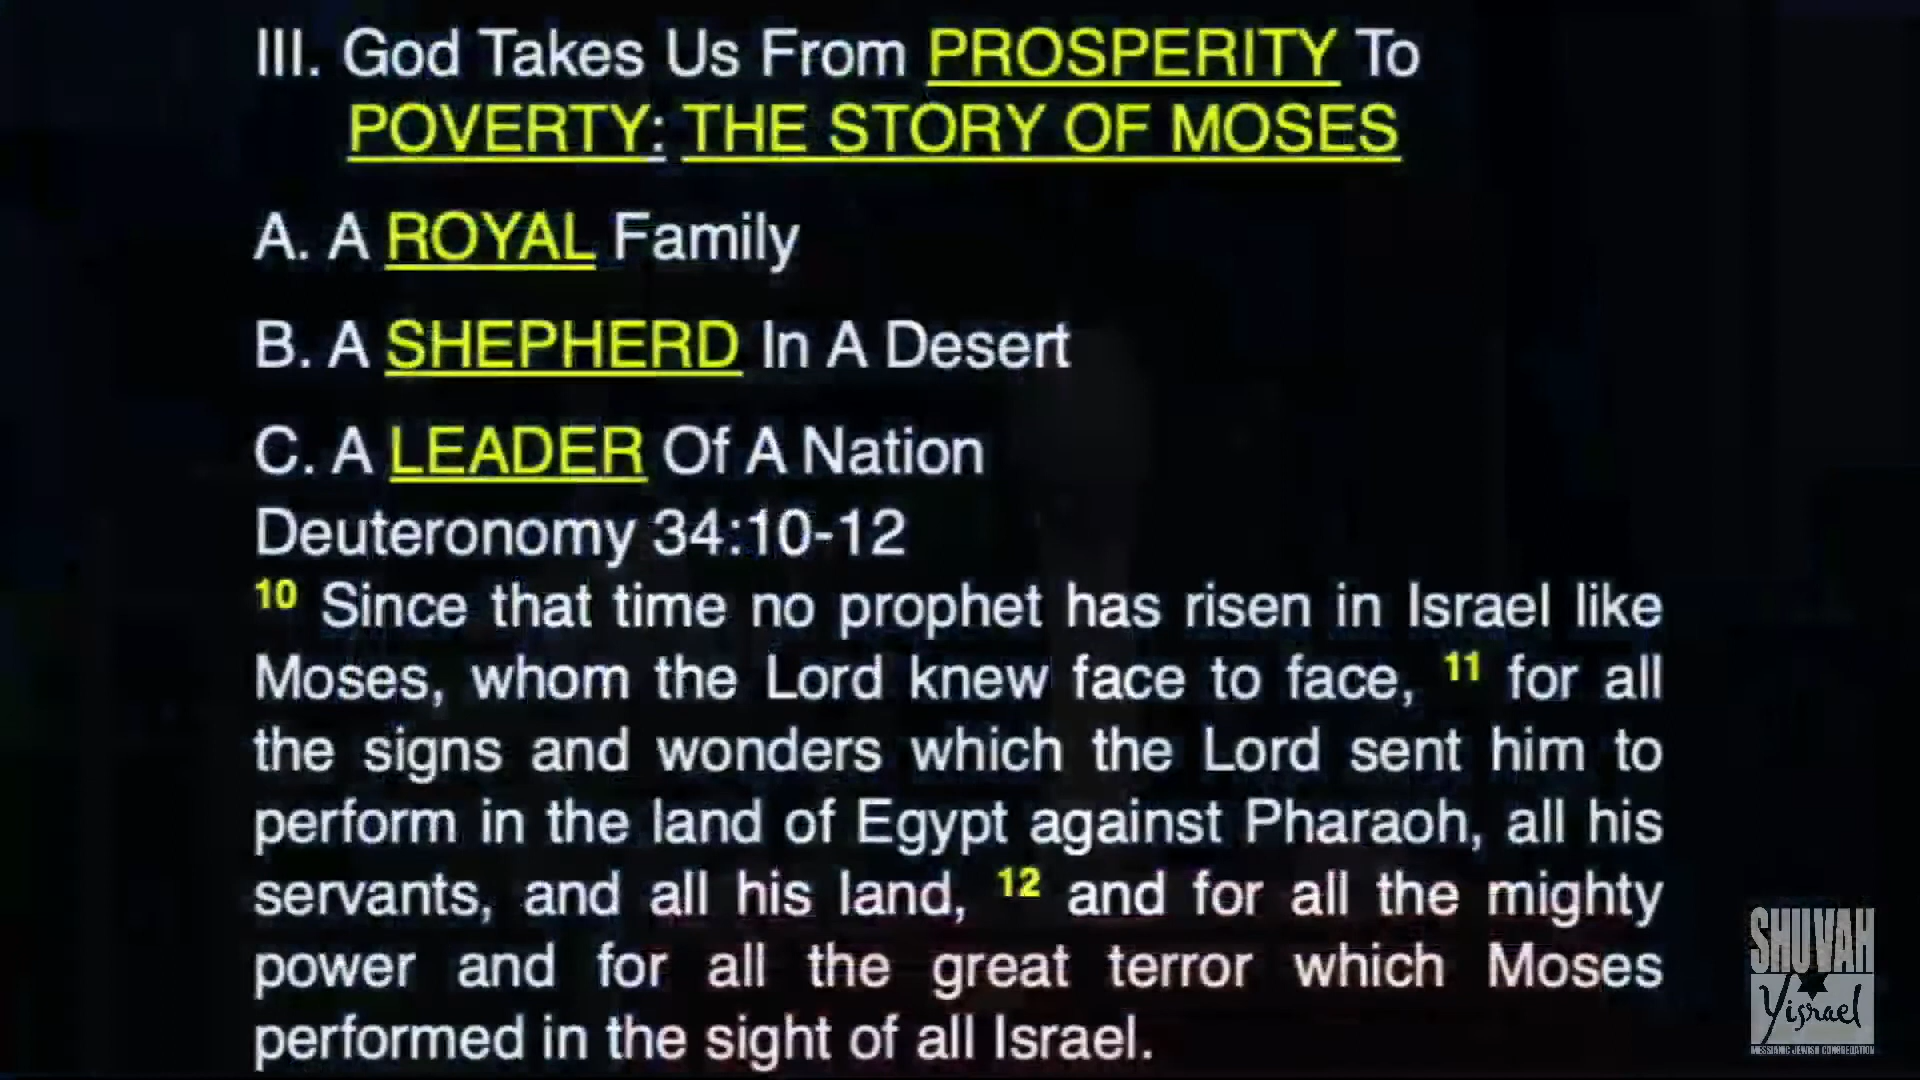 III. God Takes Us From PROSPERITY To
POVERTY: THE STORY OF MOSES
A. A ROYAL Family
B. A SHEPHERD In A Desert
C. A LEADER Of A Nation
Deuteronomy 34:10-12
10 Since that time no prophet has risen in Israel like
Moses, whom the Lord knew face to face, 11 for all
the signs and wonders which the Lord sent him to
perform in the land of Egypt against Pharaoh, all his
servants, and all his land, 12 and for all the mighty
power and for all the great terror which Moses
performed in the sight of all Israel.
SHUVAH
Yisrael
MESSIANIC JEWISH CONGREGATION